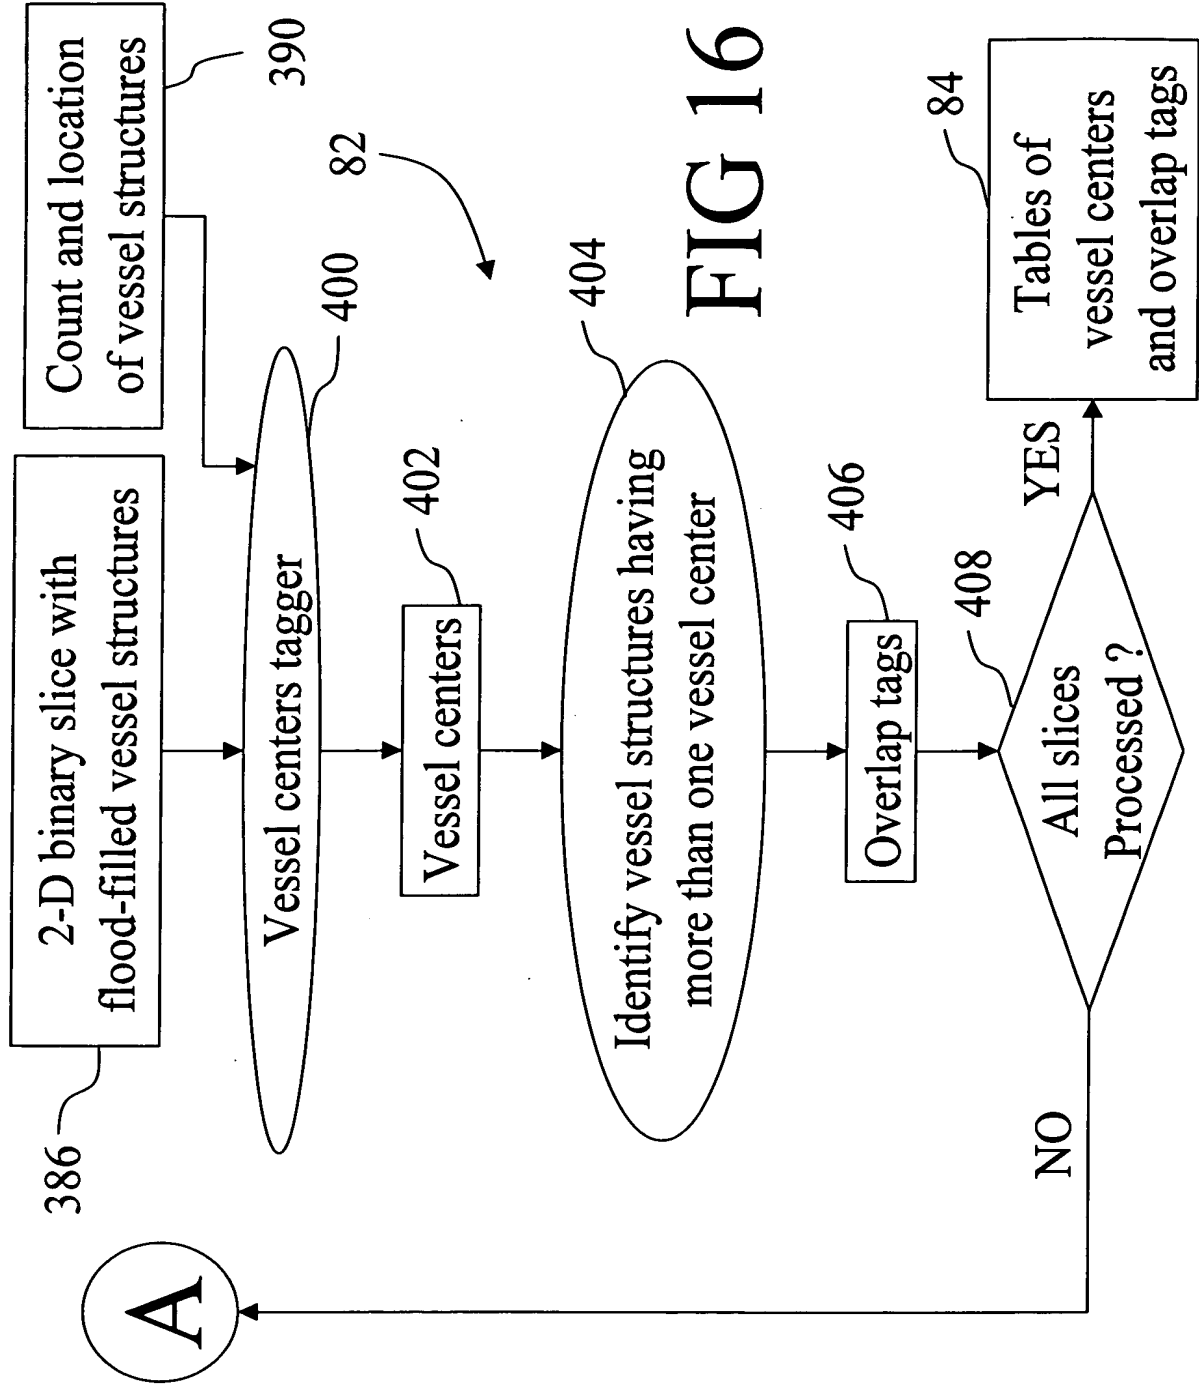 A
386
2-D binary slice with
flood-filled vessel structures
Count and location
of vessel structures
390
Vessel centers tagger
400
82
Vessel centers
402
Identify vessel structures having
more than one vessel center
404
FIG 16
Overlap tags
406
All slices
Processed ?
408
NO
YES
Tables of
vessel centers
and overlap tags
84